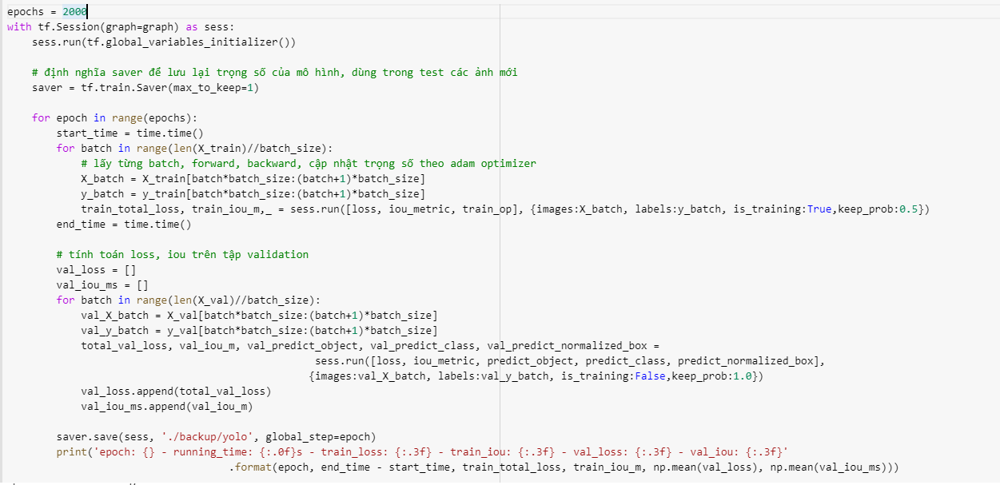 epochs = 2000
with tf.Session(graph=graph) as sess:
    sess.run(tf.global_variables_initializer())
    # định nghĩa saver để lưu lại trọng số của mô hình, dùng trong test các ảnh mới
    saver = tf.train.Saver(max_to_keep=1)
    for epoch in range(epochs):
        start_time = time.time()
        for batch in range(len(X_train)//batch_size):
            # lấy từng batch, forward, backward, cập nhật trọng số theo adam optimizer
            X_batch = X_train[batch*batch_size:(batch+1)*batch_size]
            y_batch = y_train[batch*batch_size:(batch+1)*batch_size]
            train_total_loss, train_iou_m,_ = sess.run([loss, iou_metric, train_op], {images:X_batch, labels:y_batch, is_training:True,keep_prob:0.5})
        end_time = time.time()
        # tính toán loss, iou trên tập validation
        val_loss = []
        val_iou_ms = []
        for batch in range(len(X_val)//batch_size):
            val_X_batch = X_val[batch*batch_size:(batch+1)*batch_size]
            val_y_batch = y_val[batch*batch_size:(batch+1)*batch_size]
            total_val_loss, val_iou_m, val_predict_object, val_predict_class, val_predict_normalized_box =
                                                  sess.run([loss, iou_metric, predict_object, predict_class, predict_normalized_box],
                                                 {images:val_X_batch, labels:val_y_batch, is_training:False,keep_prob:1.0})
            val_loss.append(total_val_loss)
            val_iou_ms.append(val_iou_m)
        saver.save(sess, './backup/yolo', global_step=epoch)
        print('epoch: {} - running_time: {:.0f}s - train_loss: {:.3f} - train_iou: {:.3f} - val_loss: {:.3f} - val_iou: {:.3f}'
                                    .format(epoch, end_time - start_time, train_total_loss, train_iou_m, np.mean(val_loss), np.mean(val_iou_ms)))